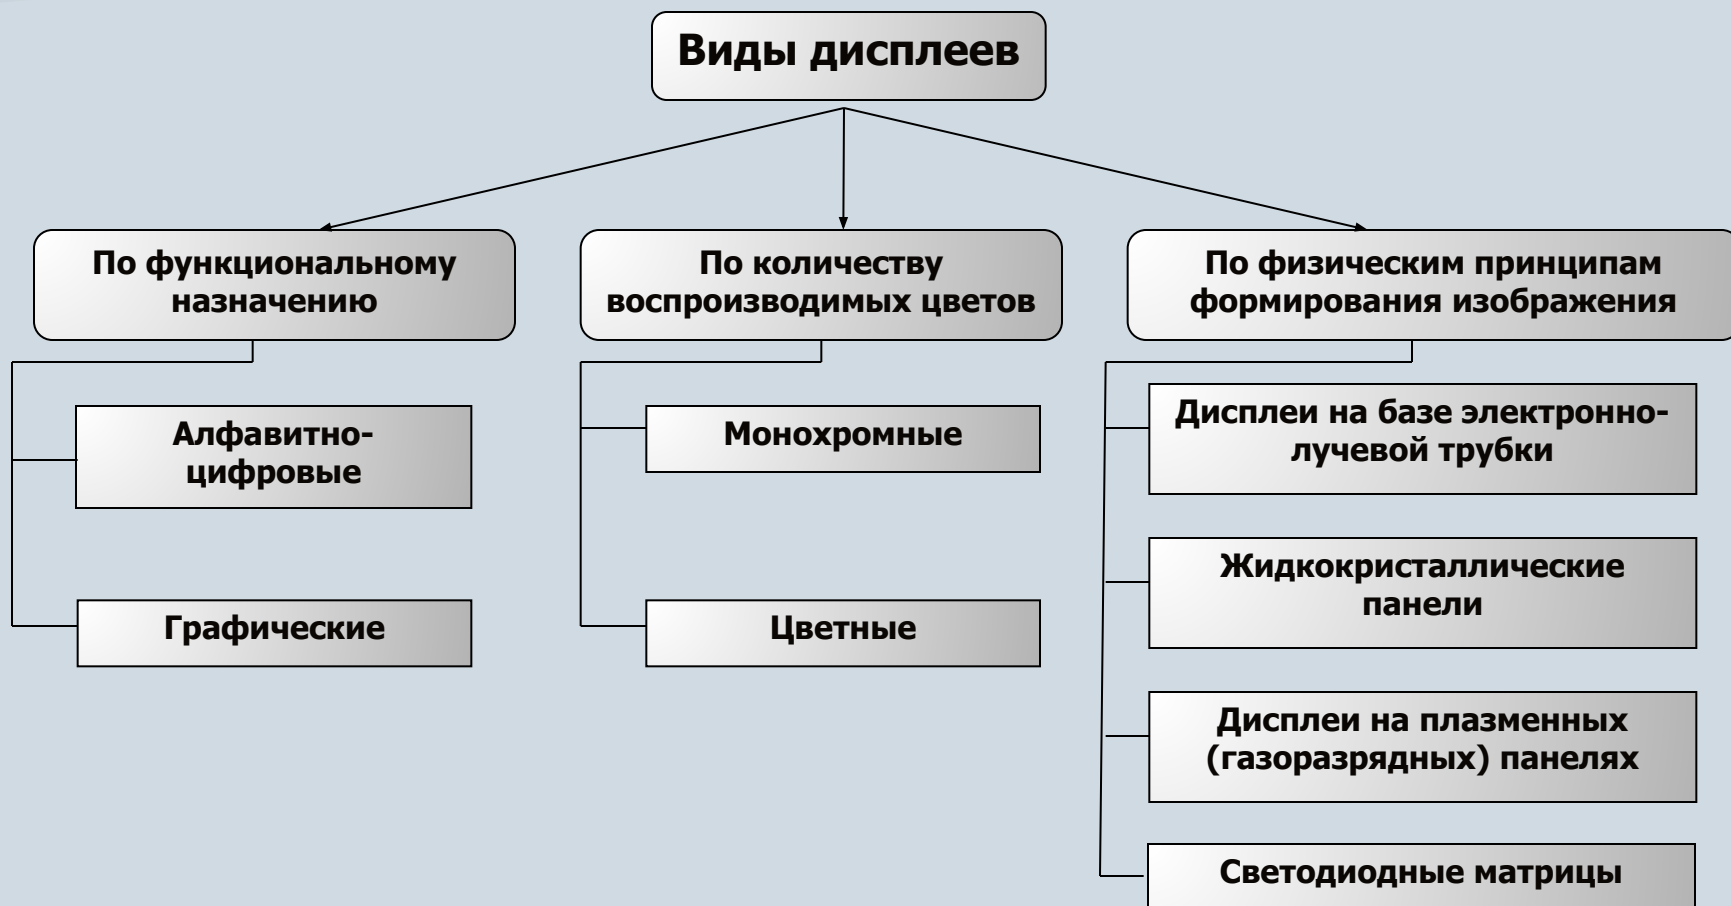 Виды дисплеев
По функциональному
назначению
Алфавитно-
цифровые
Графические
По количеству
воспроизводимых цветов
Монохромные
Цветные
По физическим принципам
формирования изображения
Дисплеи на базе электронно-
лучевой трубки
Жидкокристаллические
панели
Дисплеи на плазменных
(газоразрядных) панелях
Светодиодные матрицы